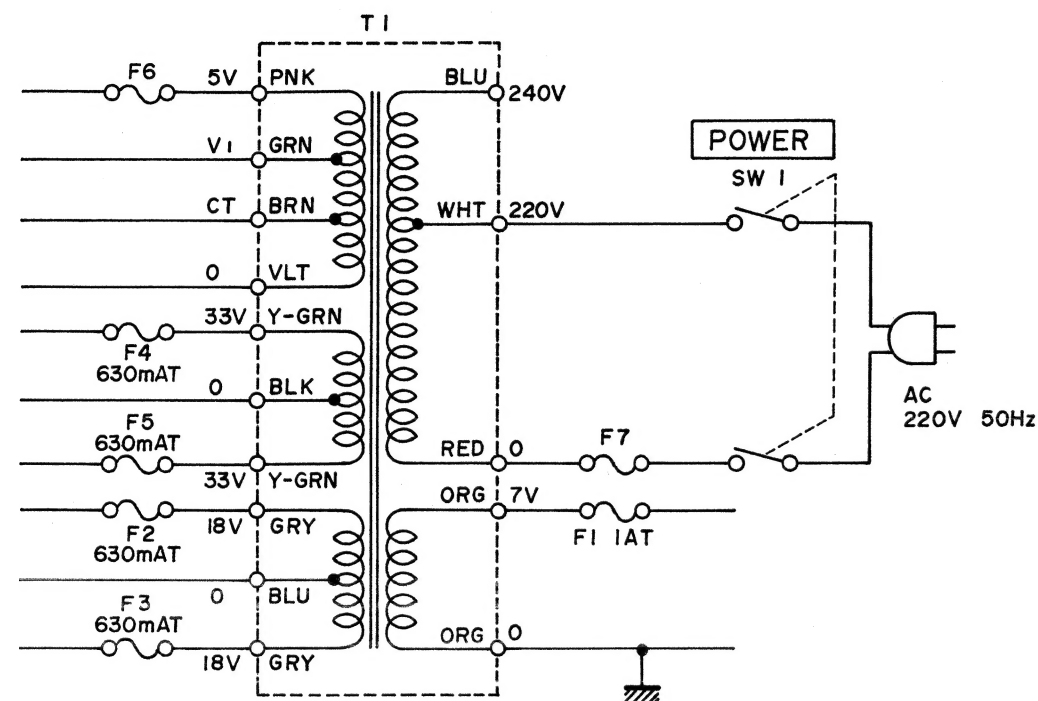 T1
F6 5V PNK BLU 240V
POWER
V1 GRN
SW 1
CT BRN WHT 220V
0 VLT
33V Y-GRN
F4
630mAT
0 BLK
AC
220V 50Hz
F5
630mAT
RED 0 F7
33V Y-GRN
ORG 7V
18V GRY
F2
630mAT
F1 1AT
0 BLU
F3
630mAT
ORG 0
18V GRY